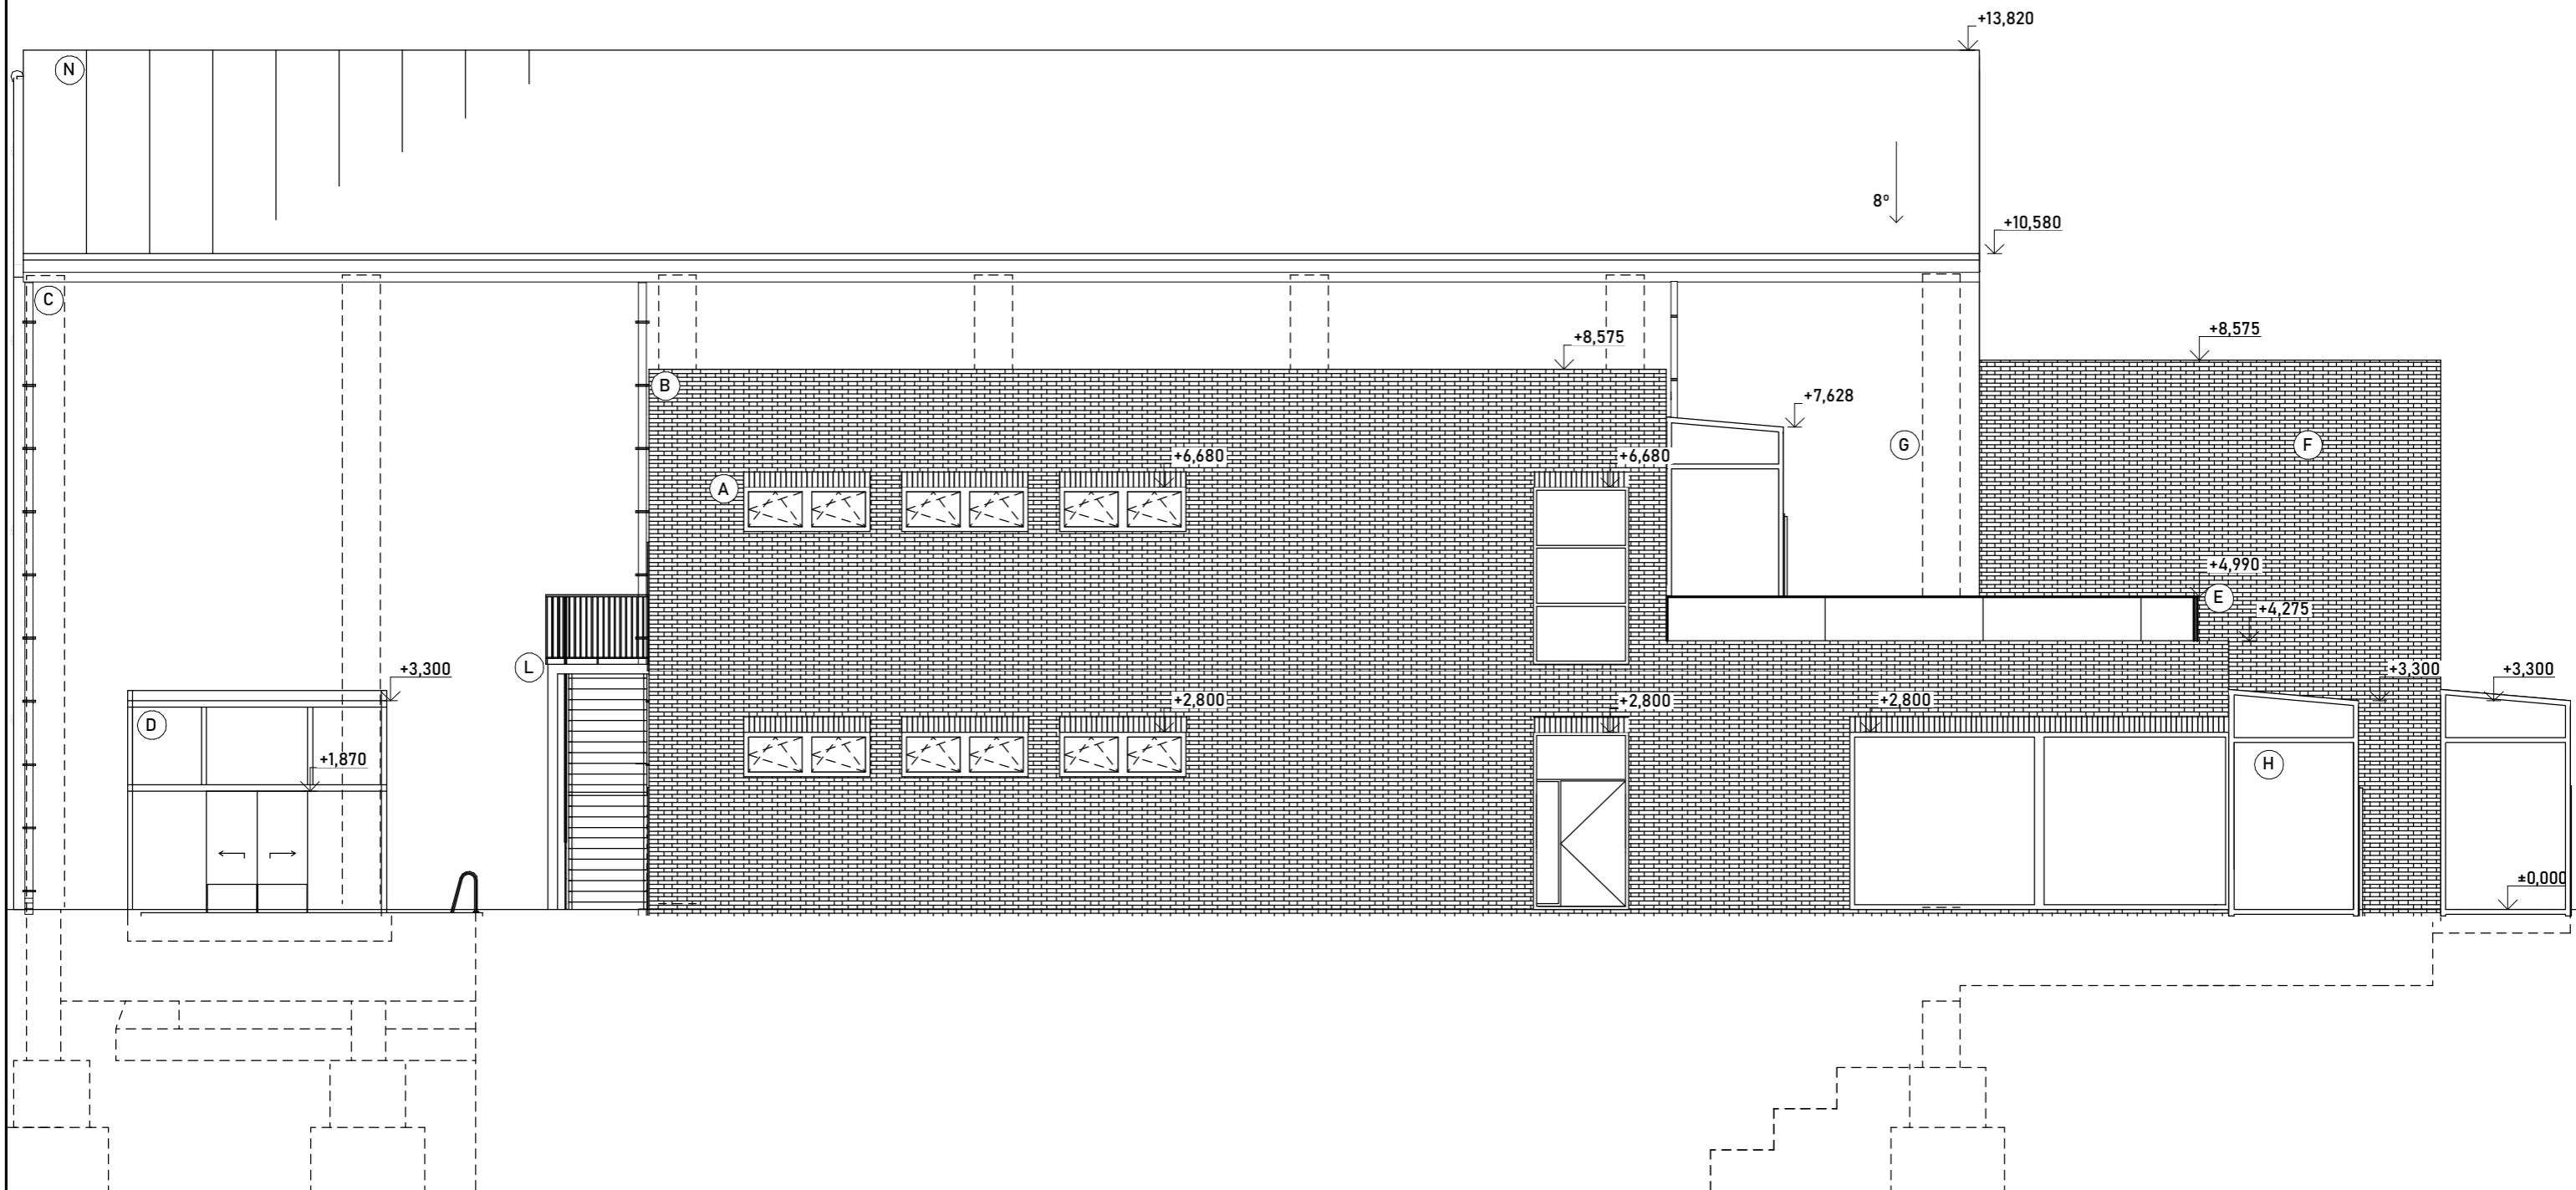 +13,820
N
8°
+10,580
C
+8,575
+8,575
B
+7,628
G
F
+6,680
+6,680
A
+4,990
E
+4,275
L
+3,300
+3,300
+3,300
+2,800
+2,800
+2,800
D
+1,870
H
±0,000